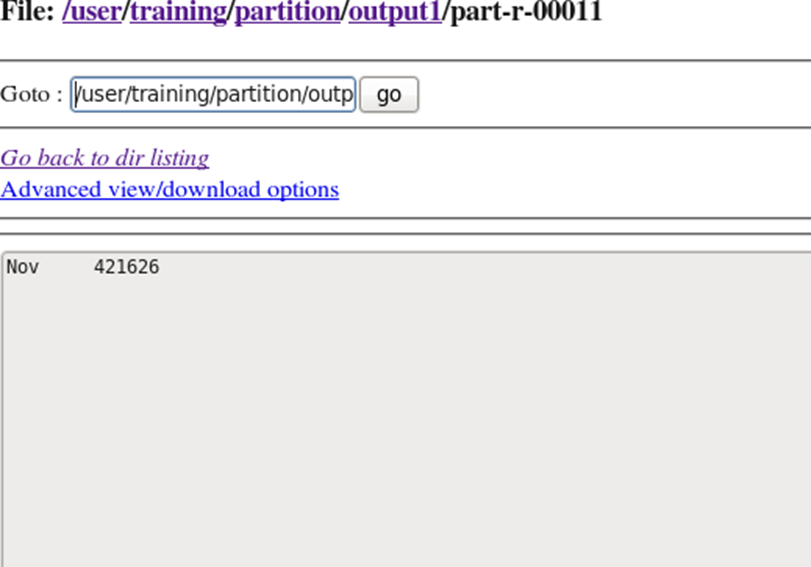 File: /user/training/partition/output1/part-r-00011
Goto : /user/training/partition/outp go
Go back to dir listing
Advanced view/download options
Nov 421626